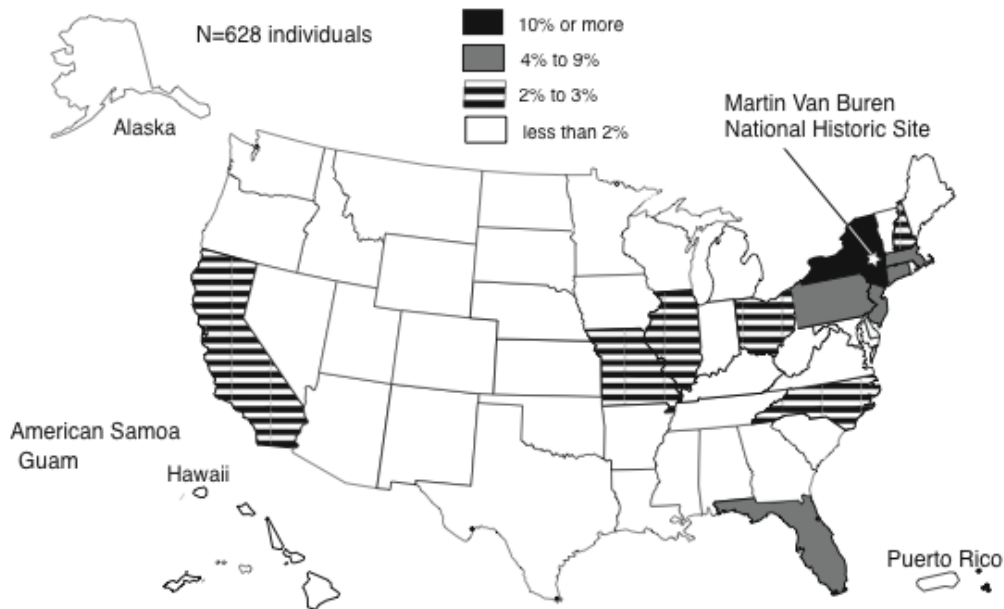 N=628 individuals
10% or more
4% to 9%
2% to 3%
less than 2%
Alaska
Martin Van Buren
National Historic Site
American Samoa
Guam
Hawaii
Puerto Rico